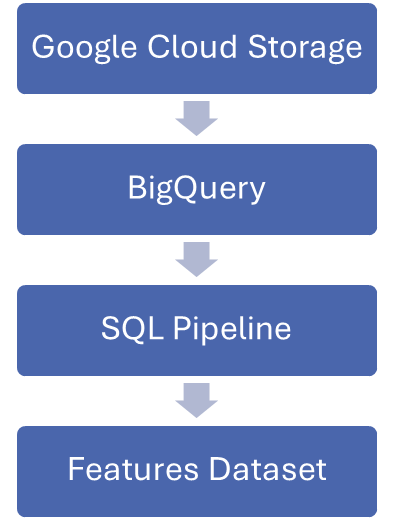 Google Cloud Storage
BigQuery
SQL Pipeline
Features Dataset